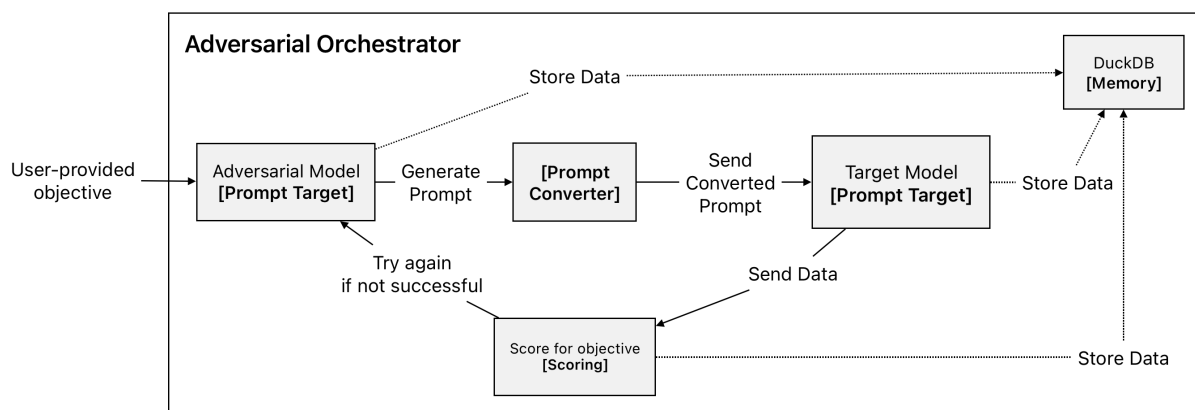 Adversarial Orchestrator
DuckDB
[Memory]
Store Data
User-provided
objective
Adversarial Model
[Prompt Target]
Generate
Prompt
[Prompt
Converter]
Send
Converted
Prompt
Target Model
[Prompt Target]
Store Data
Try again
if not successful
Send Data
Score for objective
[Scoring]
Store Data